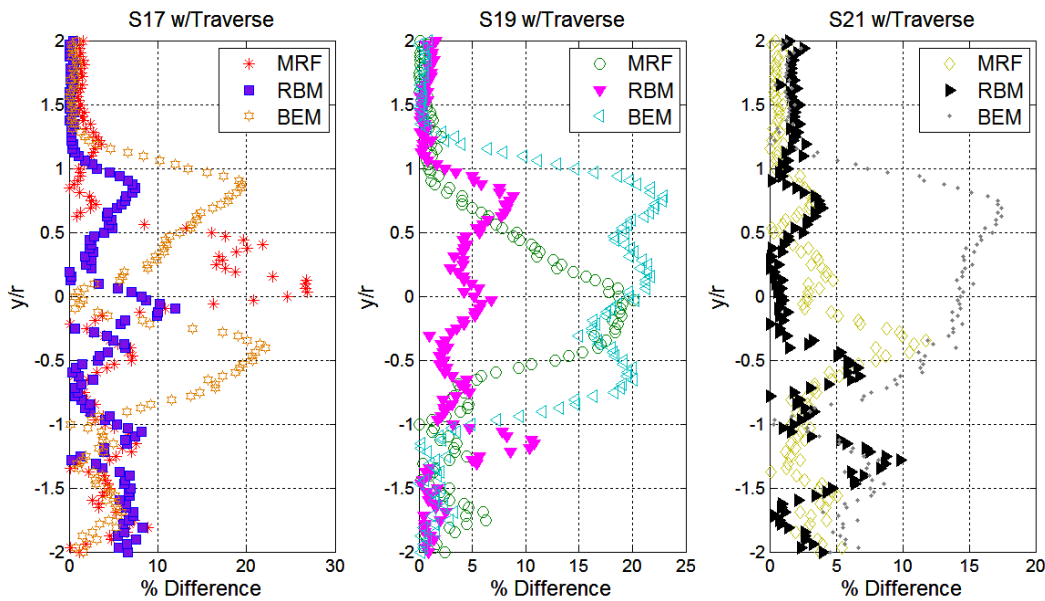 S17 w/Traverse
S19 w/Traverse
S21 w/Traverse
y/r
2
1.5
1
0.5
0
-0.5
-1
-1.5
-2
MRF
RBM
BEM
0 10 20 30
% Difference
y/r
2
1.5
1
0.5
0
-0.5
-1
-1.5
-2
MRF
RBM
BEM
0 5 10 15 20 25
% Difference
y/r
2
1.5
1
0.5
0
-0.5
-1
-1.5
-2
MRF
RBM
BEM
0 5 10 15 20
% Difference